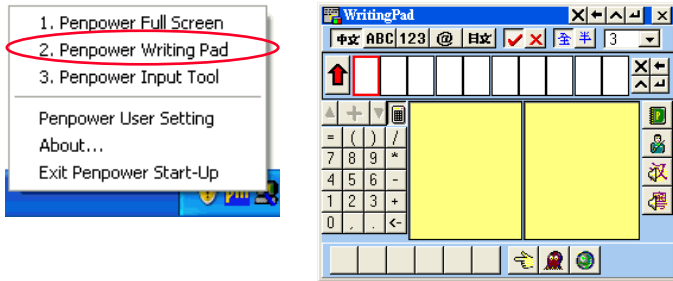 1. Penpower Full Screen
2. Penpower Writing Pad
3. Penpower Input Tool
Penpower User Setting
About...
Exit Penpower Start-Up
WritingPad
中文 ABC 123 @ 日文 全 半 3
= ( ) /
7 8 9 *
4 5 6 -
1 2 3 +
0 , . <-